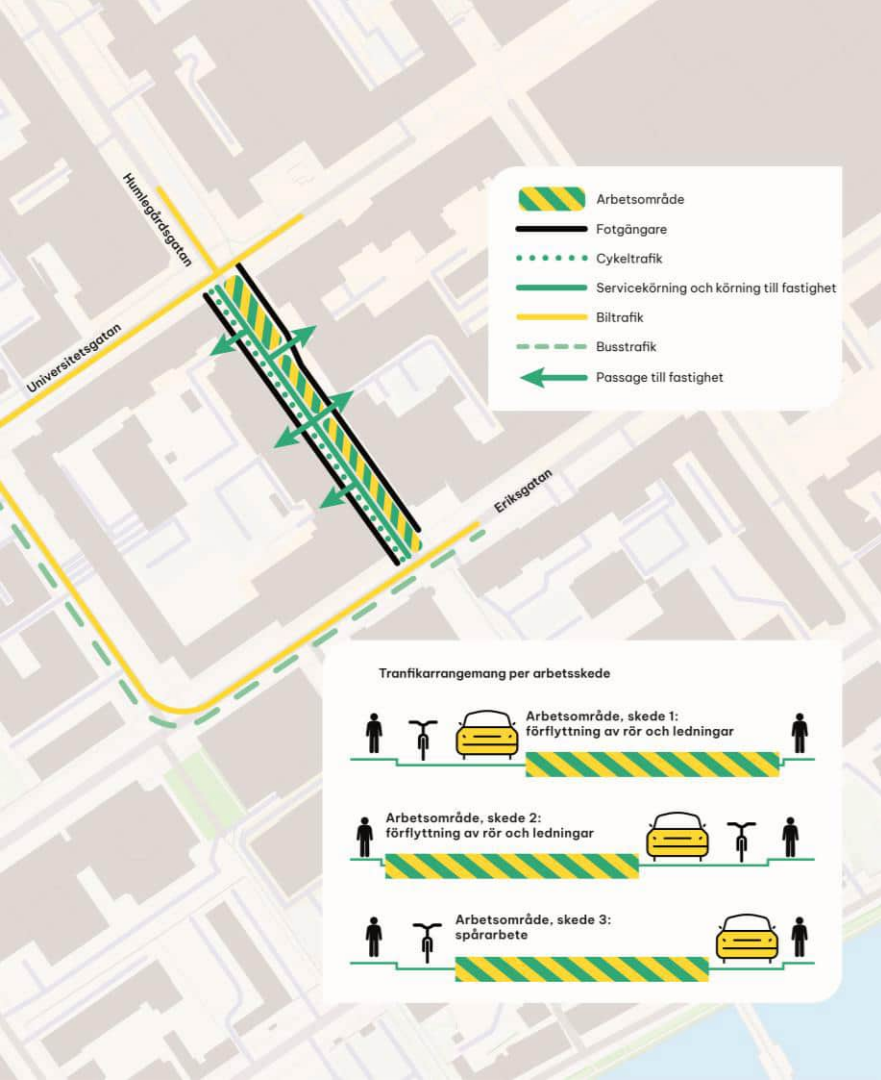 Humlegårdsgatan
Universitetsgatan
Eriksgatan
Arbetsområde
Fotgängare
Cykeltrafik
Servicekörning och körning till fastighet
Biltrafik
Busstrafik
Passage till fastighet
Tranfikarrangemang per arbetsskede
Arbetsområde, skede 1:
förflyttning av rör och ledningar
Arbetsområde, skede 2:
förflyttning av rör och ledningar
Arbetsområde, skede 3:
spårarbete